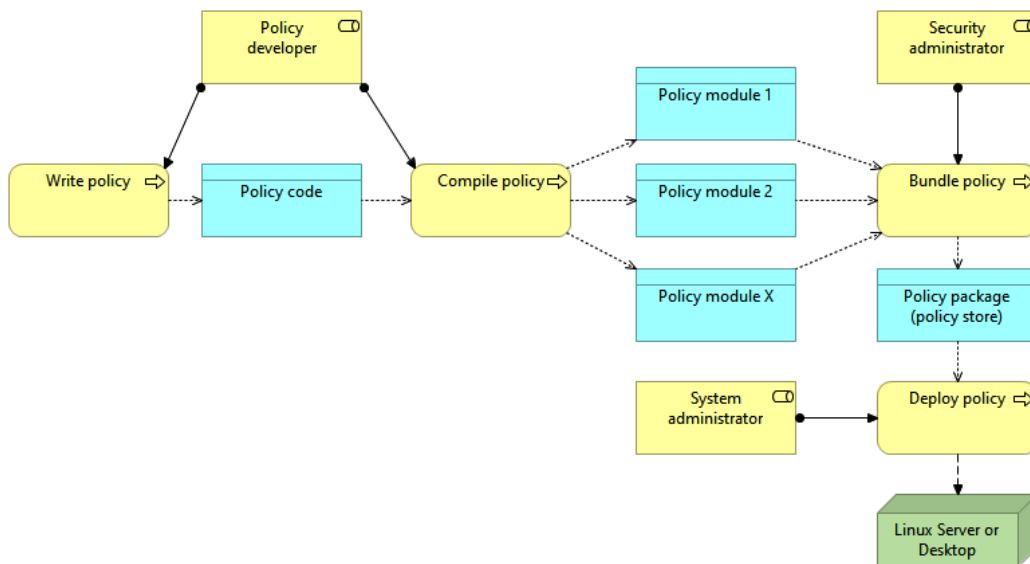 Policy
developer
Security
administrator
Policy module 1
Write policy
Policy code
Compile policy
Policy module 2
Bundle policy
Policy module X
Policy package
(policy store)
System
administrator
Deploy policy
Linux Server or
Desktop